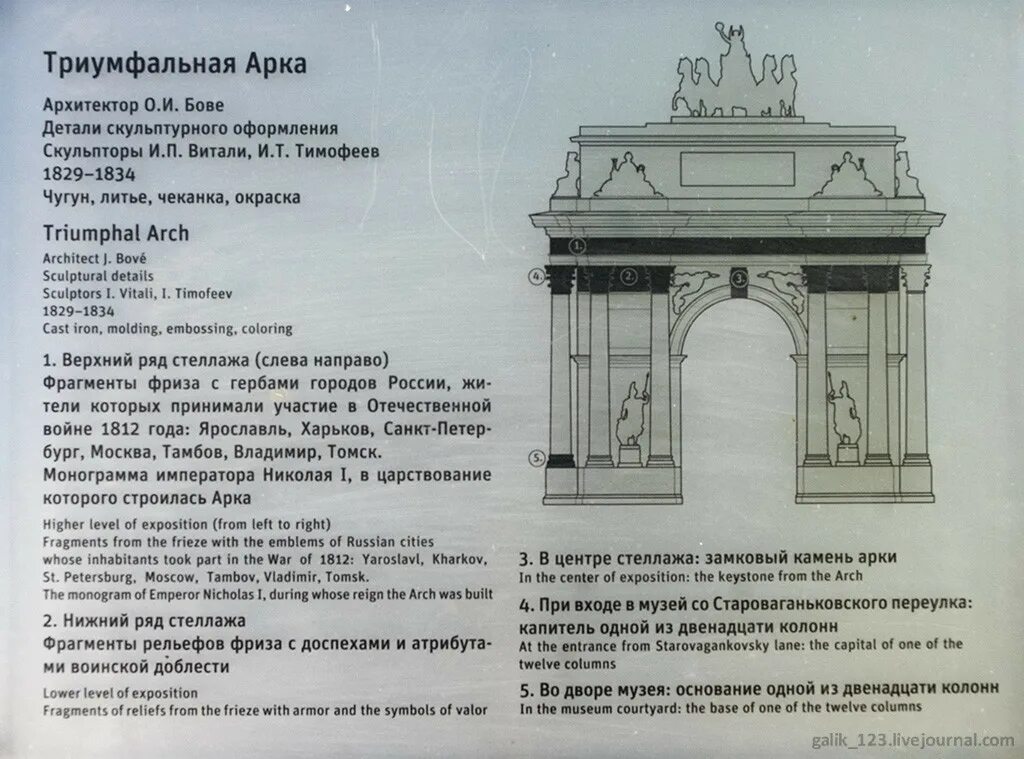 Триумфальная Арка
Архитектор О.И. Бове
Детали скульптурного оформления
Скульпторы И.П. Витали, И.Т. Тимофеев
1829–1834
Чугун, литье, чеканка, окраска
Triumphal Arch
Architect J. Bové
Sculptural details
Sculptors I. Vitali, I. Timofeev
1829–1834
Cast iron, molding, embossing, coloring
1. Верхний ряд стеллажа (слева направо)
Фрагменты фриза с гербами городов России, жи-
тели которых принимали участие в Отечественной
войне 1812 года: Ярославль, Харьков, Санкт-Петер-
бург, Москва, Тамбов, Владимир, Томск.
Монограмма императора Николая I, в царствование
которого строилась Арка
Higher level of exposition (from left to right)
Fragments from the frieze with the emblems of Russian cities
whose inhabitants took part in the War of 1812: Yaroslavl, Kharkov,
St. Petersburg, Moscow, Tambov, Vladimir, Tomsk.
The monogram of Emperor Nicholas I, during whose reign the Arch was built
2. Нижний ряд стеллажа
Фрагменты рельефов фриза с доспехами и атрибута-
ми воинской доблести
Lower level of exposition
Fragments of reliefs from the frieze with armor and the symbols of valor
1.
4.
2.
3.
5.
3. В центре стеллажа: замковый камень арки
In the center of exposition: the keystone from the Arch
4. При входе в музей со Староваганьковского переулка:
капитель одной из двенадцати колонн
At the entrance from Starovagankovsky lane: the capital of one of the
twelve columns
5. Во дворе музея: основание одной из двенадцати колонн
In the museum courtyard: the base of one of the twelve columns
galik_123.livejournal.com